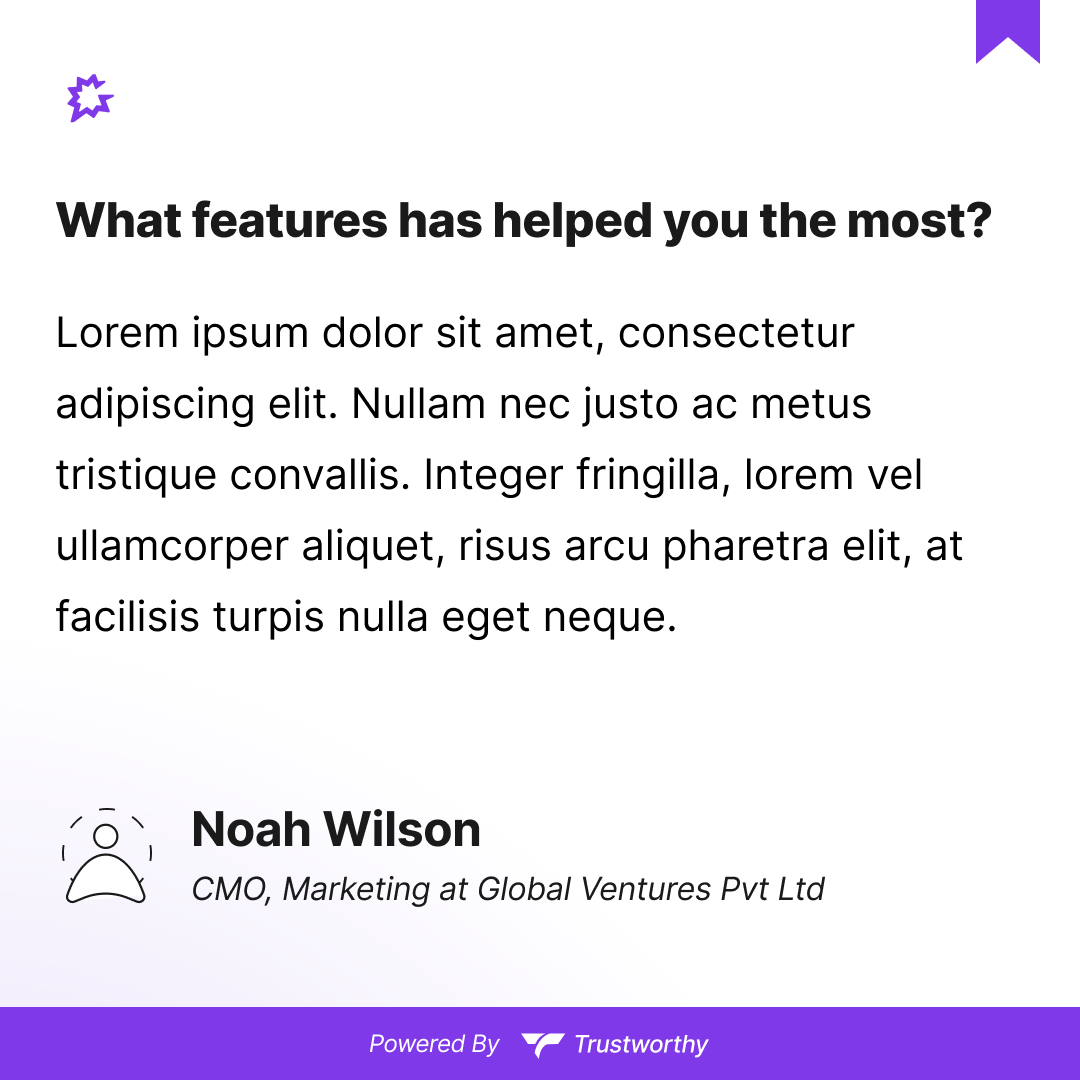 What features has helped you the most?
Lorem ipsum dolor sit amet, consectetur
adipiscing elit. Nullam nec justo ac metus
tristique convallis. Integer fringilla, lorem vel
ullamcorper aliquet, risus arcu pharetra elit, at
facilisis turpis nulla eget neque.
Noah Wilson
CMO, Marketing at Global Ventures Pvt Ltd
Powered By Trustworthy